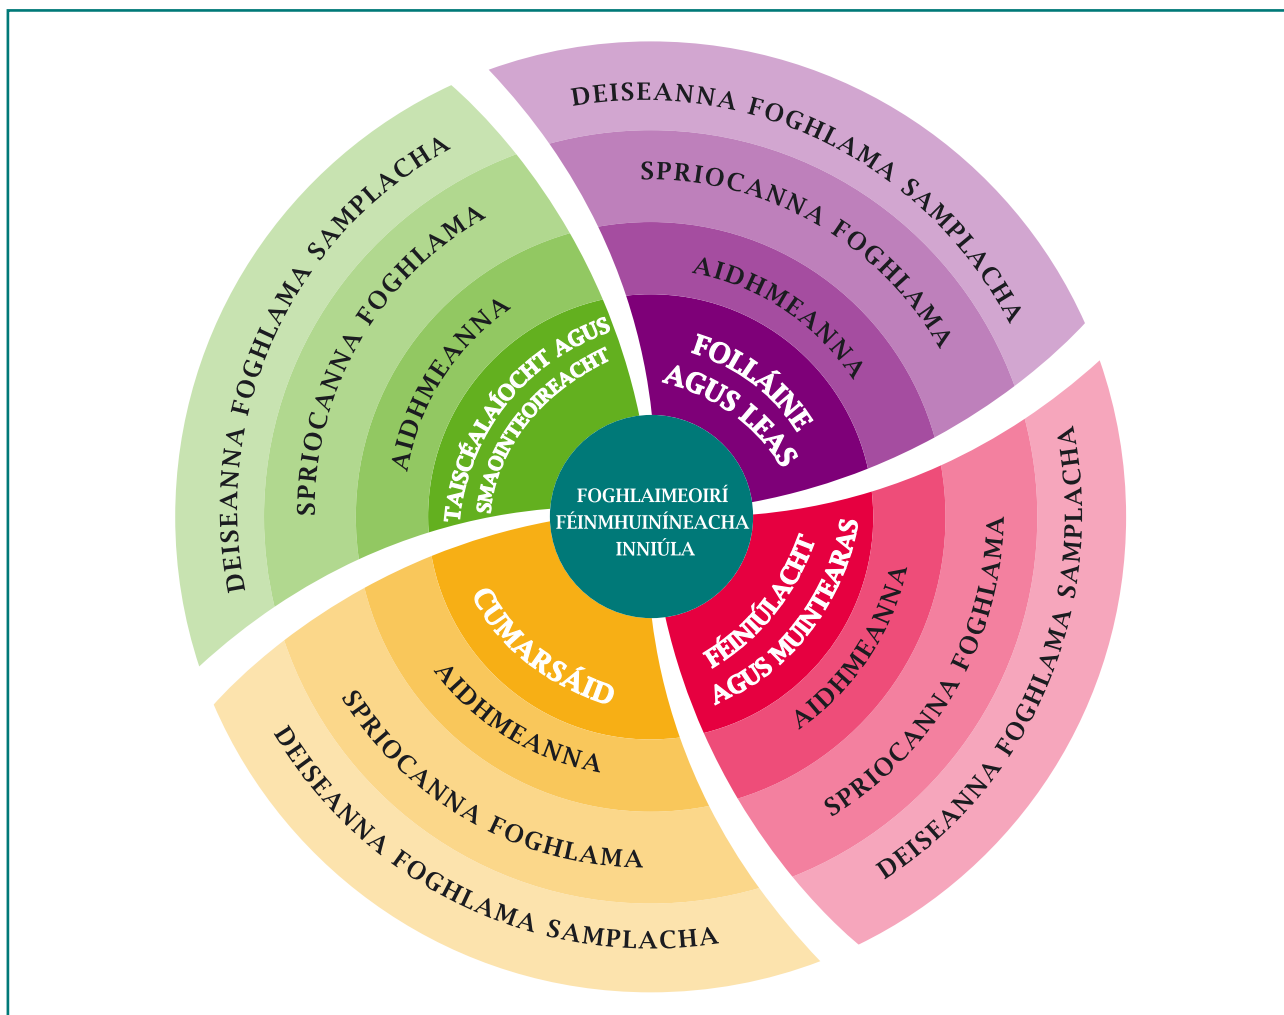 DEISEANNA FOGHLAMA SAMPLACHA
SPRIOCANNA FOGHLAMA
AIDHMEANNA
TAISCÉALAÍOCHT AGUS
SMAOINTEOIREACHT
DEISEANNA FOGHLAMA SAMPLACHA
SPRIOCANNA FOGHLAMA
AIDHMEANNA
FOLLÁINE
AGUS LEAS
FOGHLAIMEOIRÍ
FÉINMHUINÍNEACHA
INNIÚLA
FÉINIÚLACHT
AGUS MUINTEARAS
AIDHMEANNA
SPRIOCANNA FOGHLAMA
DEISEANNA FOGHLAMA SAMPLACHA
CUMARSÁID
AIDHMEANNA
SPRIOCANNA FOGHLAMA
DEISEANNA FOGHLAMA SAMPLACHA